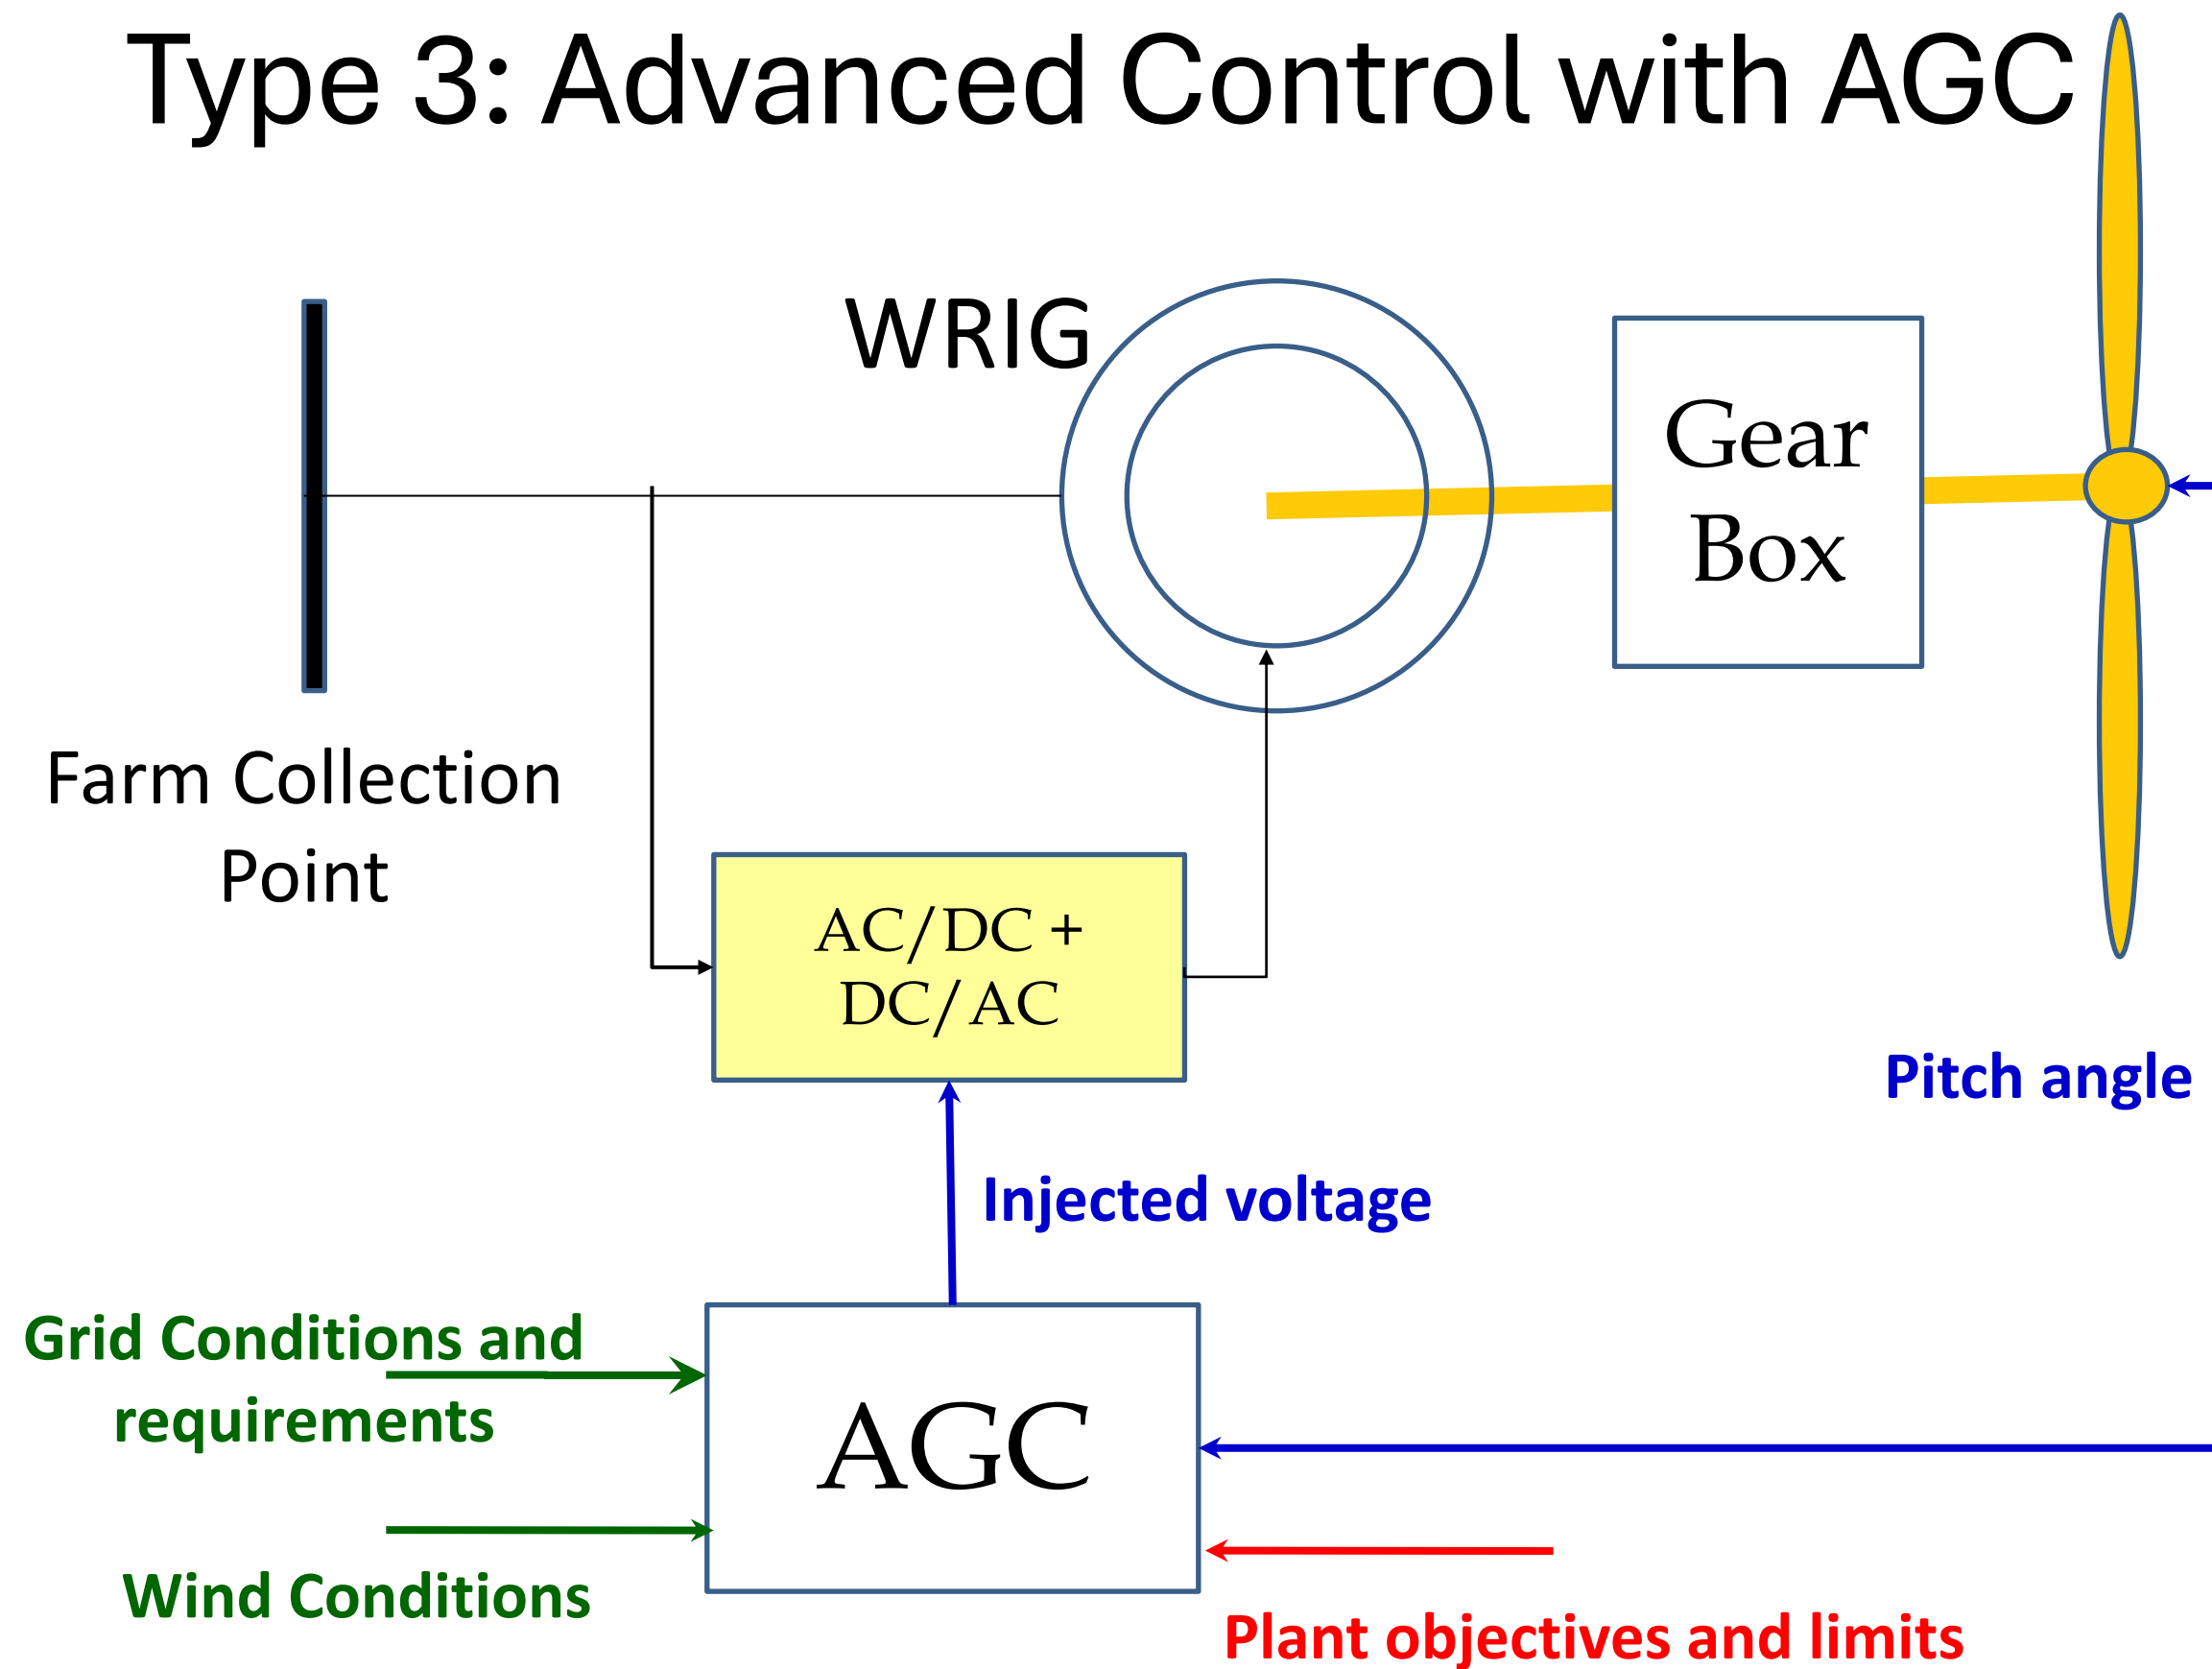 Type 3: Advanced Control with AGC
WRIG
Gear
Box
Farm Collection
Point
AC/DC +
DC/AC
Pitch angle
Injected voltage
Grid Conditions and
requirements
AGC
Wind Conditions
Plant objectives and limits